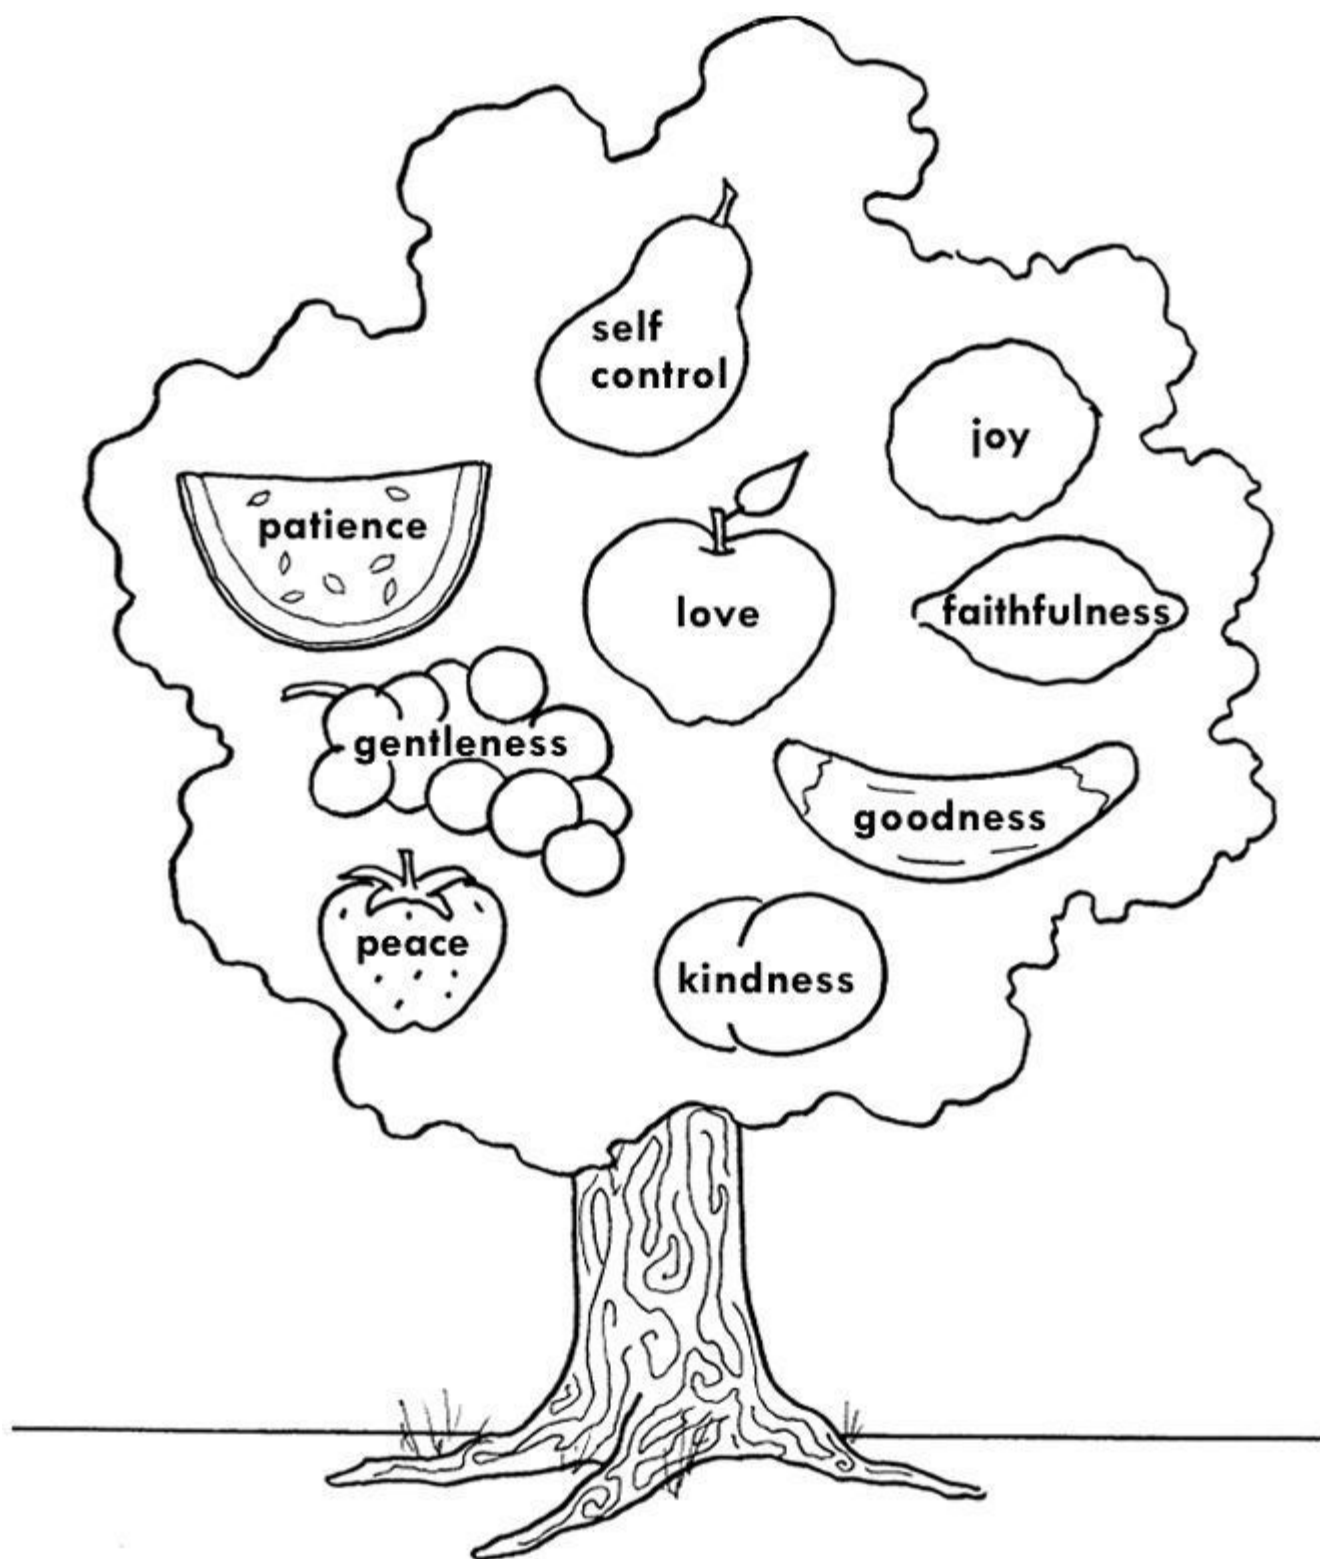 self
control
joy
patience
love
faithfulness
gentleness
goodness
peace
kindness